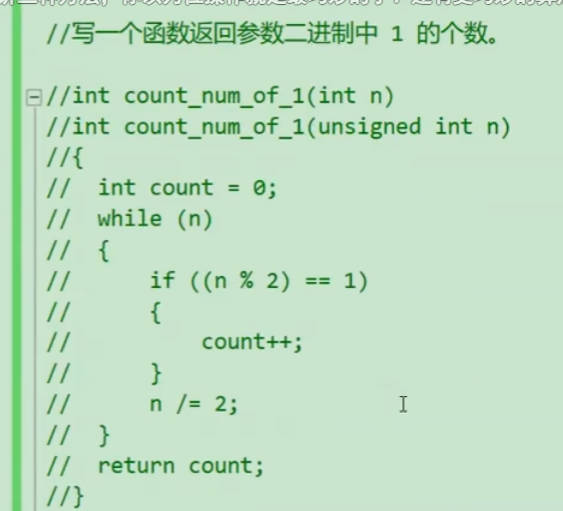 //写一个函数返回参数二进制中 1 的个数。
//int count_num_of_1(int n)
//int count_num_of_1(unsigned int n)
//{
//  int count = 0;
//  while (n)
//  {
//      if ((n % 2) == 1)
//      {
//          count++;
//      }
//      n /= 2;
//  }
//  return count;
//}